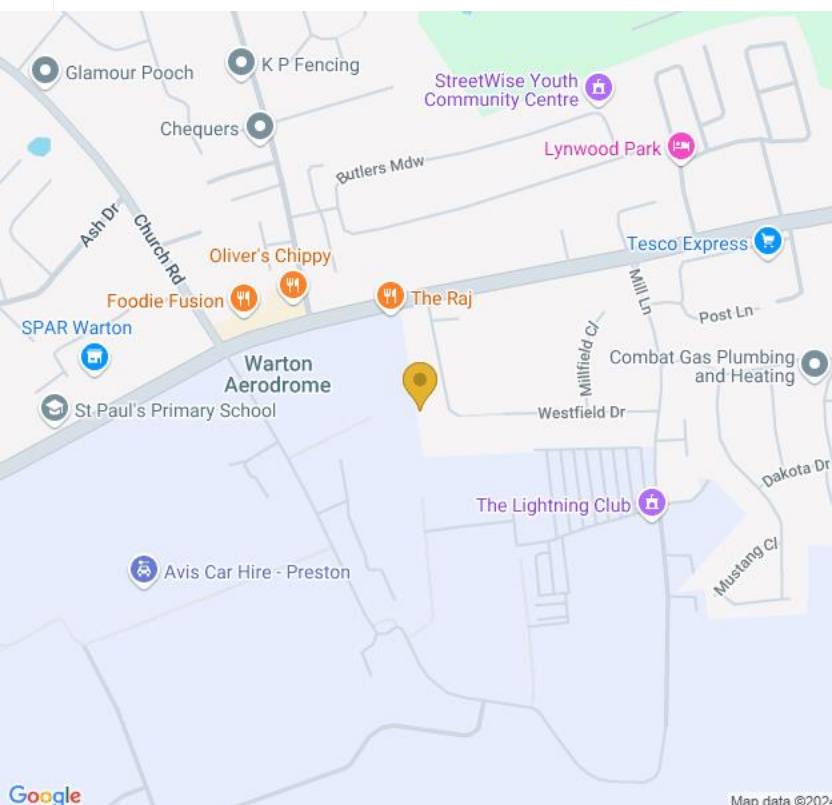 Glamour Pooch
K P Fencing
StreetWise Youth
Community Centre
Chequers
Lynwood Park
Butlers Mdw
Ash Dr
Church Rd
Oliver's Chippy
Tesco Express
Foodie Fusion
The Raj
Mill Ln
Post Ln
SPAR Warton
Millfield Cl
Warton
Aerodrome
Combat Gas Plumbing
and Heating
St Paul's Primary School
Westfield Dr
Dakota Dr
The Lightning Club
Mustang Cl
Avis Car Hire - Preston
Google
Map data ©2024